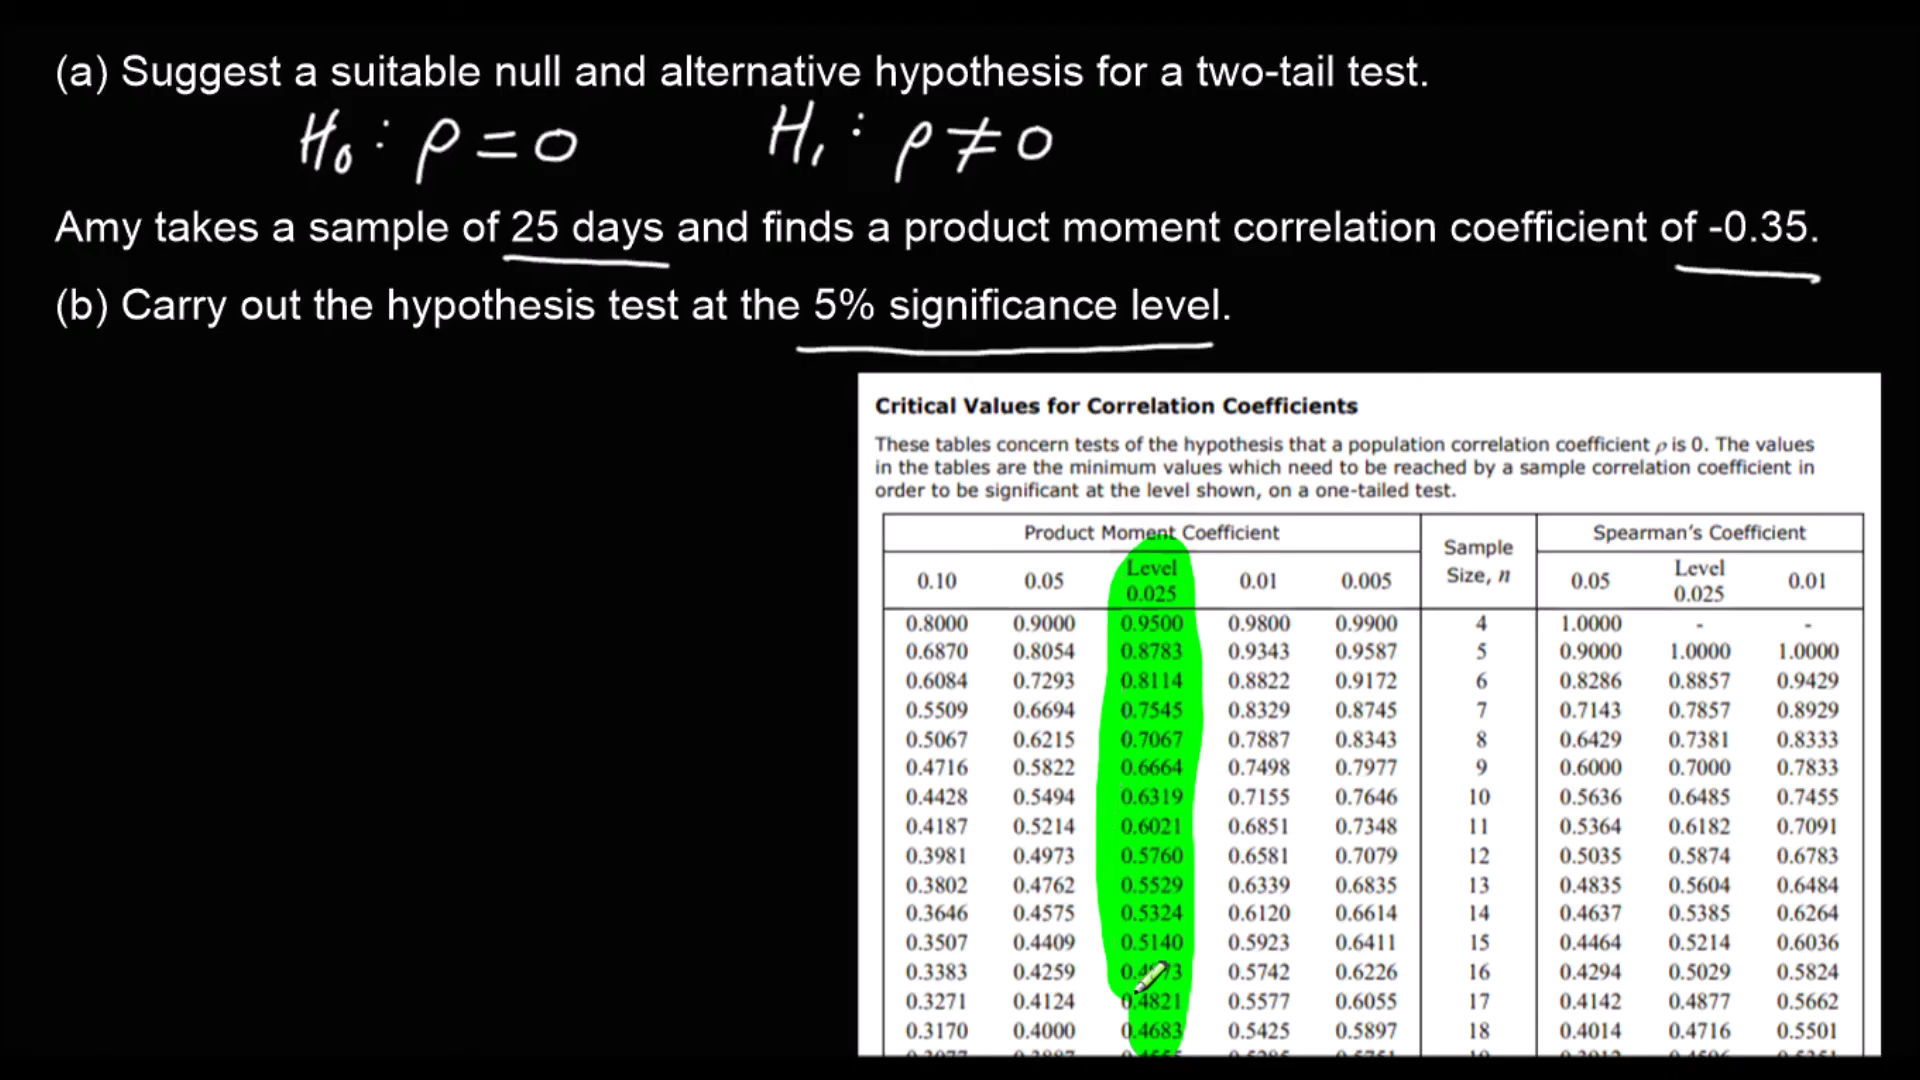 (a) Suggest a suitable null and alternative hypothesis for a two-tail test.
H₀ : ρ = 0 H₁ : ρ ≠ 0
Amy takes a sample of 25 days and finds a product moment correlation coefficient of -0.35.
(b) Carry out the hypothesis test at the 5% significance level.
Critical Values for Correlation Coefficients
These tables concern tests of the hypothesis that a population correlation coefficient ρ is 0. The values
in the tables are the minimum values which need to be reached by a sample correlation coefficient in
order to be significant at the level shown, on a one-tailed test.
Product Moment Coefficient Sample Size, n Spearman's Coefficient
0.10 0.05 Level 0.025 0.01 0.005 0.05 Level 0.025 0.01
0.8000 0.9000 0.9500 0.9800 0.9900 4 1.0000 - -
0.6870 0.8054 0.8783 0.9343 0.9587 5 0.9000 1.0000 1.0000
0.6084 0.7293 0.8114 0.8822 0.9172 6 0.8286 0.8857 0.9429
0.5509 0.6694 0.7545 0.8329 0.8745 7 0.7143 0.7857 0.8929
0.5067 0.6215 0.7067 0.7887 0.8343 8 0.6429 0.7381 0.8333
0.4716 0.5822 0.6664 0.7498 0.7977 9 0.6000 0.7000 0.7833
0.4428 0.5494 0.6319 0.7155 0.7646 10 0.5636 0.6485 0.7455
0.4187 0.5214 0.6021 0.6851 0.7348 11 0.5364 0.6182 0.7091
0.3981 0.4973 0.5760 0.6581 0.7079 12 0.5035 0.5874 0.6783
0.3802 0.4762 0.5529 0.6339 0.6835 13 0.4835 0.5604 0.6484
0.3646 0.4575 0.5324 0.6120 0.6614 14 0.4637 0.5385 0.6264
0.3507 0.4409 0.5140 0.5923 0.6411 15 0.4464 0.5214 0.6036
0.3383 0.4259 0.5742 0.6226 16 0.4294 0.5029 0.5824
0.3271 0.4124 0.4821 0.5577 0.6055 17 0.4142 0.4877 0.5662
0.3170 0.4000 0.4683 0.5425 0.5897 18 0.4014 0.4716 0.5501